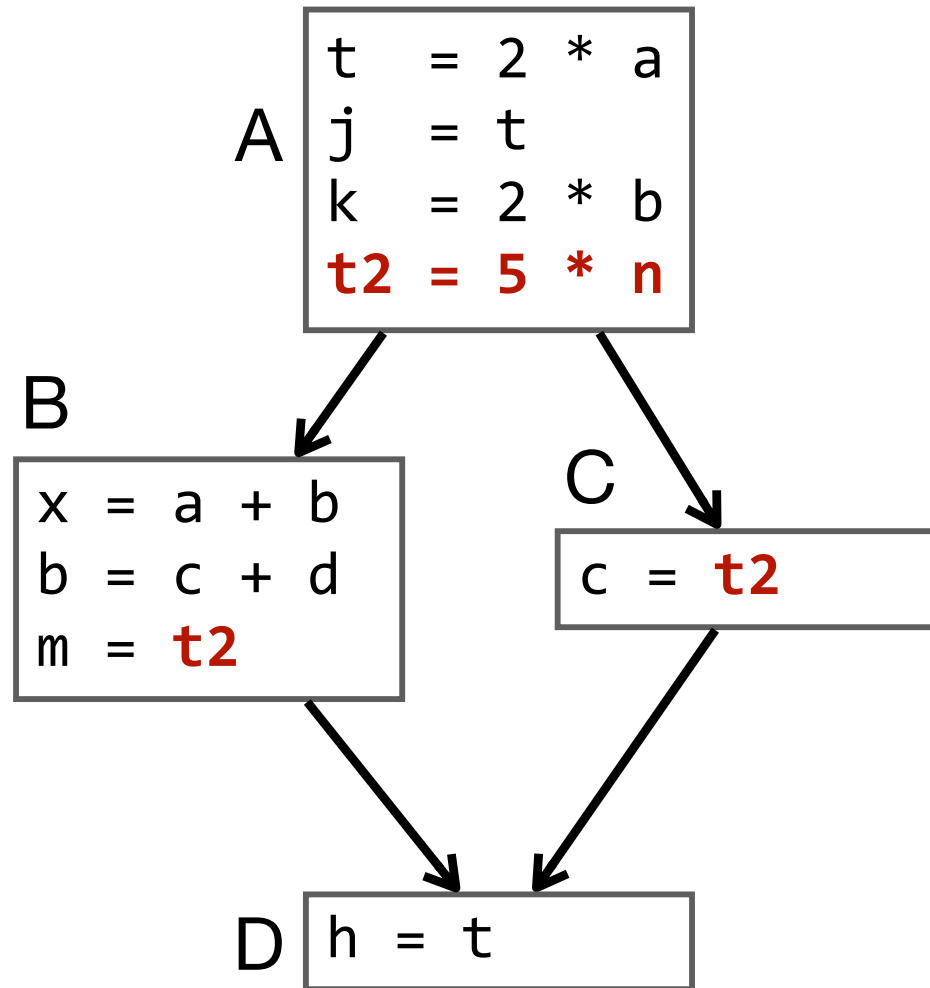 A
t  = 2 * a
j  = t
k  = 2 * b
t2 = 5 * n
B
x = a + b
b = c + d
m = t2
C
c = t2
D
h = t